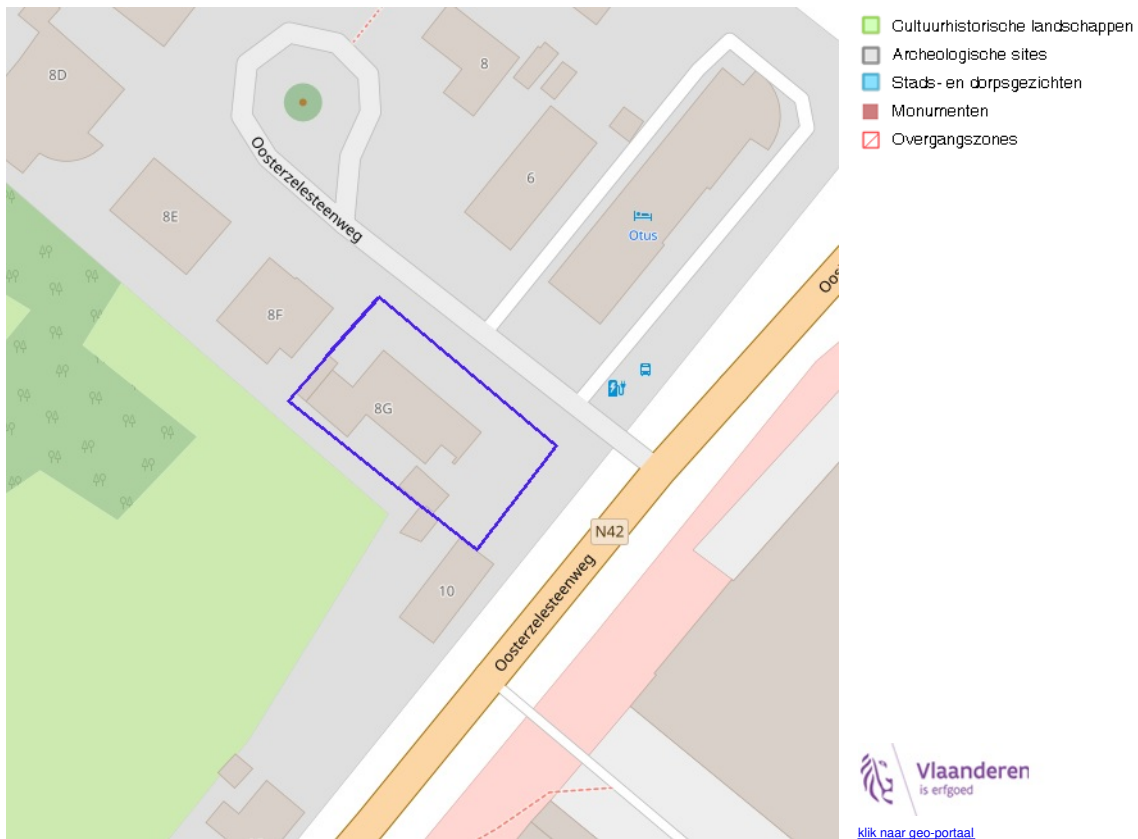 Cultuurhistorische landschappen
Archeologische sites
Stads- en dorpsgezichten
Monumenten
Overgangszones
8D
8
Oosterzelesteenweg
6
8E
Otus
8F
8G
N42
10
Oosterzelesteenweg
Oost
Vlaanderen
is erfgoed
klik naar geo-portaal